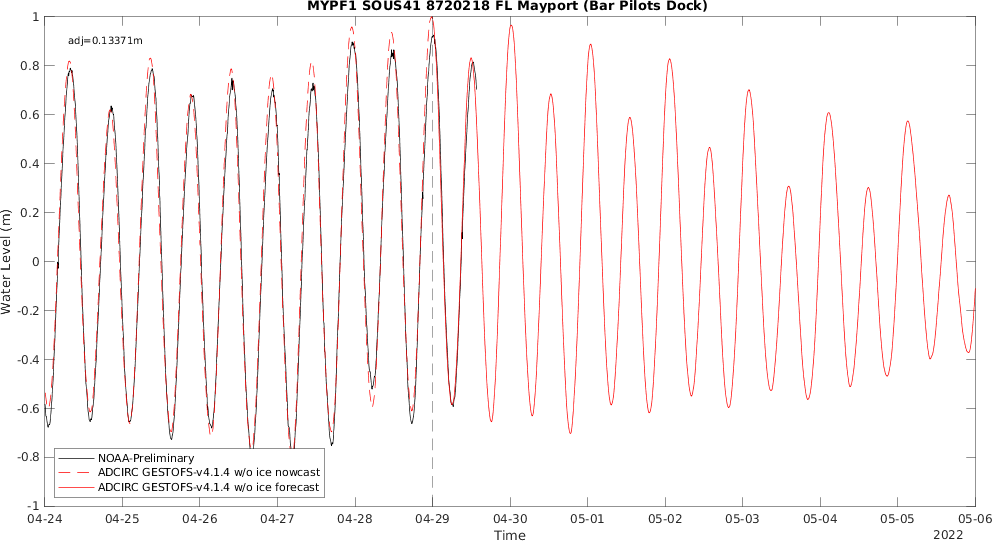 MYPF1 SOUS41 8720218 FL Mayport (Bar Pilots Dock)
adj=0.13371m
1
0.8
0.6
0.4
0.2
0
-0.2
-0.4
-0.6
-0.8
-1
Water Level (m)
NOAA-Preliminary
ADCIRC GESTOFS-v4.1.4 w/o ice nowcast
ADCIRC GESTOFS-v4.1.4 w/o ice forecast
04-24 04-25 04-26 04-27 04-28 04-29 04-30 05-01 05-02 05-03 05-04 05-05 05-06
Time
2022